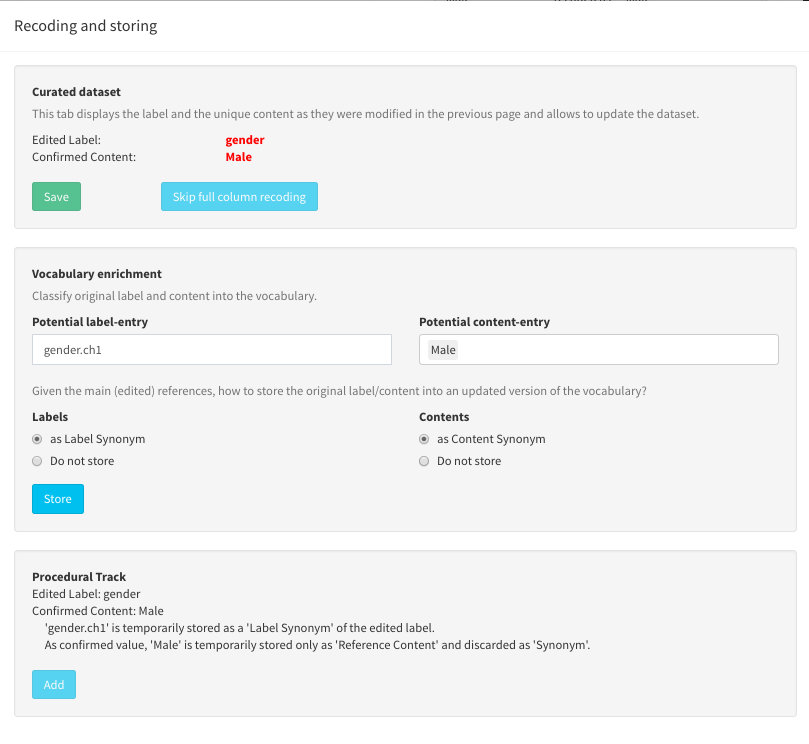 Recoding and storing
Curated dataset
This tab displays the label and the unique content as they were modified in the previous page and allows to update the dataset.
Edited Label: gender
Confirmed Content: Male
Save Skip full column recoding
Vocabulary enrichment
Classify original label and content into the vocabulary.
Potential label-entry Potential content-entry
gender.ch1 Male
Given the main (edited) references, how to store the original label/content into an updated version of the vocabulary?
Labels Contents
as Label Synonym as Content Synonym
Do not store Do not store
Store
Procedural Track
Edited Label: gender
Confirmed Content: Male
'gender.ch1' is temporarily stored as a 'Label Synonym' of the edited label.
As confirmed value, 'Male' is temporarily stored only as 'Reference Content' and discarded as 'Synonym'.
Add